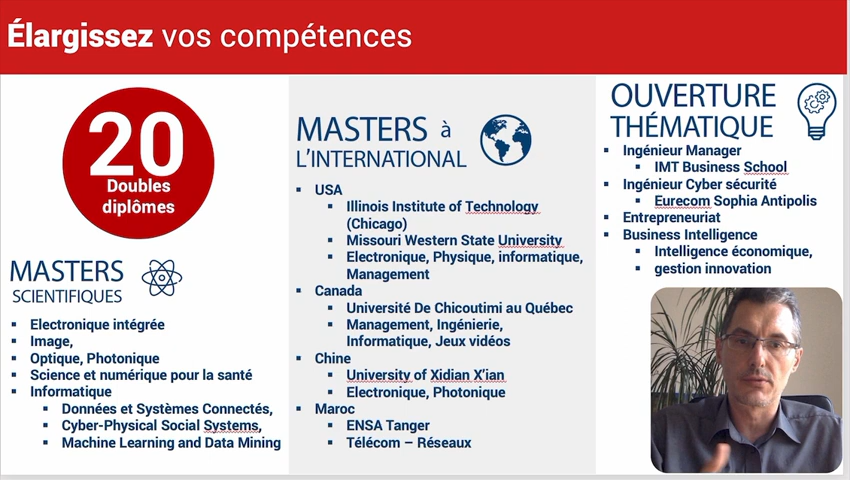 Élargissez vos compétences
20
Doubles
diplômes
MASTERS
SCIENTIFIQUES
▪ Electronique intégrée
▪ Image,
▪ Optique, Photonique
▪ Science et numérique pour la santé
▪ Informatique
▪ Données et Systèmes Connectés,
▪ Cyber-Physical Social Systems,
▪ Machine Learning and Data Mining
MASTERS à
L'INTERNATIONAL
▪ USA
▪ Illinois Institute of Technology
(Chicago)
▪ Missouri Western State University
▪ Electronique, Physique, informatique,
Management
▪ Canada
▪ Université De Chicoutimi au Québec
▪ Management, Ingénierie,
Informatique, Jeux vidéos
▪ Chine
▪ University of Xidian X'ian
▪ Electronique, Photonique
▪ Maroc
▪ ENSA Tanger
▪ Télécom – Réseaux
OUVERTURE
THÉMATIQUE
▪ Ingénieur Manager
▪ IMT Business School
▪ Ingénieur Cyber sécurité
▪ Eurecom Sophia Antipolis
▪ Entrepreneuriat
▪ Business Intelligence
▪ Intelligence économique,
▪ gestion innovation